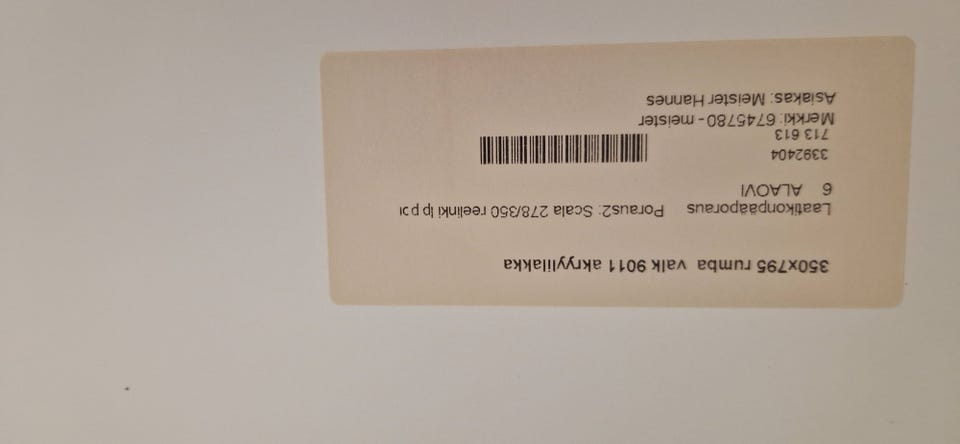 350x795 rumba valk 9011 akryylilakka
Laatikonpääporaus Poraus2: Scala 278/350 reelinki lp p
6 ALAOVI
3392404
713 613
Merkki: 6745780 - meister
Asiakas: Meister Hannes